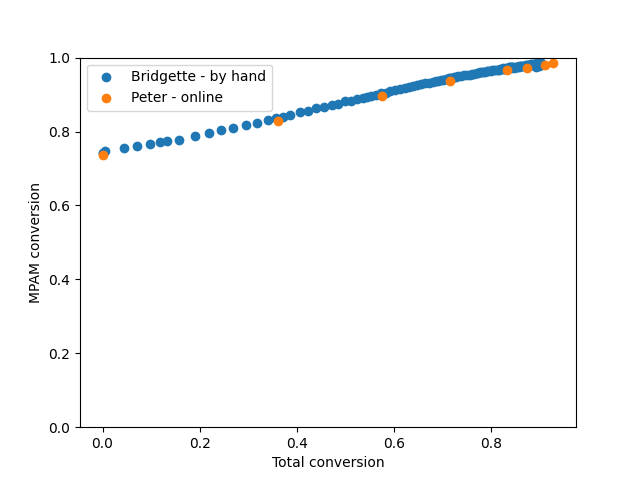 Bridgette - by hand
Peter - online
1.0
0.8
0.6
0.4
0.2
0.0
MPAM conversion
0.0 0.2 0.4 0.6 0.8
Total conversion